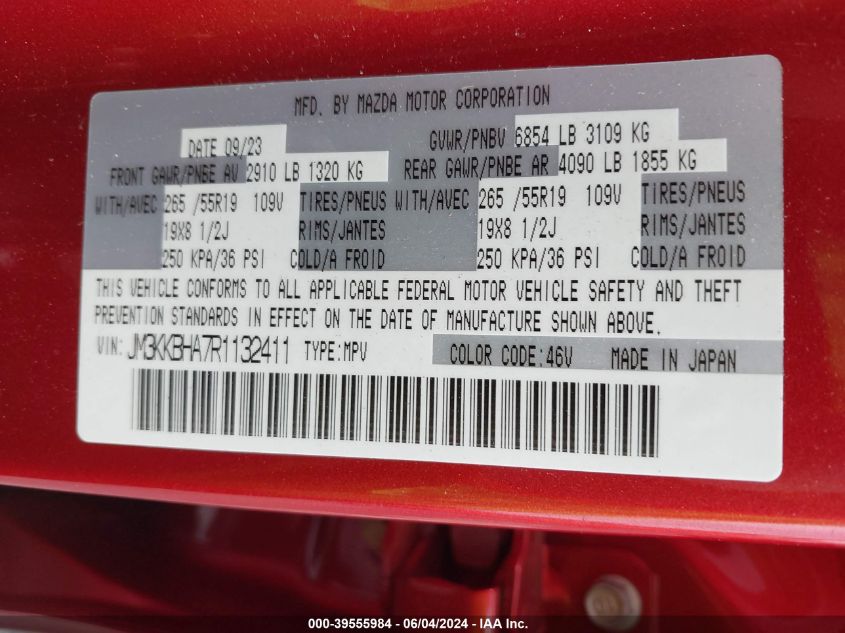 MFD. BY MAZDA MOTOR CORPORATION
DATE 09/23 GVWR/PNBV 6854 LB 3109 KG
FRONT GAWR/PNBE AV 2910 LB 1320 KG REAR GAWR/PNBE AR 4090 LB 1855 KG
WITH/AVEC 265 /55R19 109V TIRES/PNEUS WITH/AVEC 265 /55R19 109V TIRES/PNEUS
19X8 1/2J RIMS/JANTES 19X8 1/2J RIMS/JANTES
250 KPA/36 PSI COLD/A FROID 250 KPA/36 PSI COLD/A FROID
THIS VEHICLE CONFORMS TO ALL APPLICABLE FEDERAL MOTOR VEHICLE SAFETY AND THEFT
PREVENTION STANDARDS IN EFFECT ON THE DATE OF MANUFACTURE SHOWN ABOVE.
VIN: JM3KK3HA7R1132411 TYPE:MPV COLOR CODE:46V MADE IN JAPAN
000-39555984 - 06/04/2024 - IAA Inc.